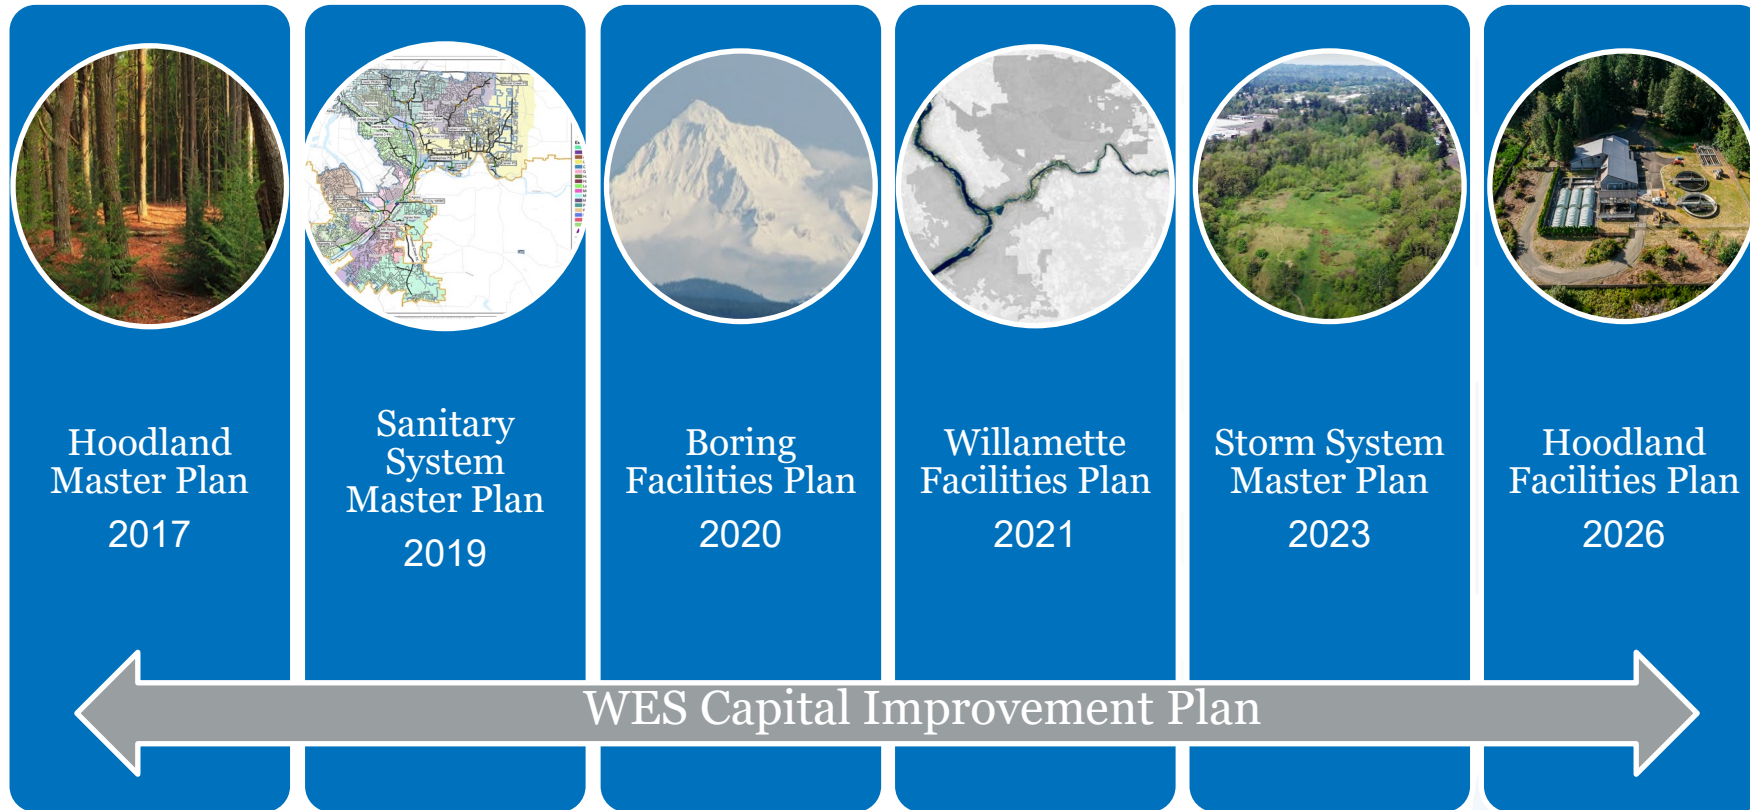 Hoodland
Master Plan
2017
Sanitary
System
Master Plan
2019
Boring
Facilities Plan
2020
Willamette
Facilities Plan
2021
Storm System
Master Plan
2023
Hoodland
Facilities Plan
2026
WES Capital Improvement Plan